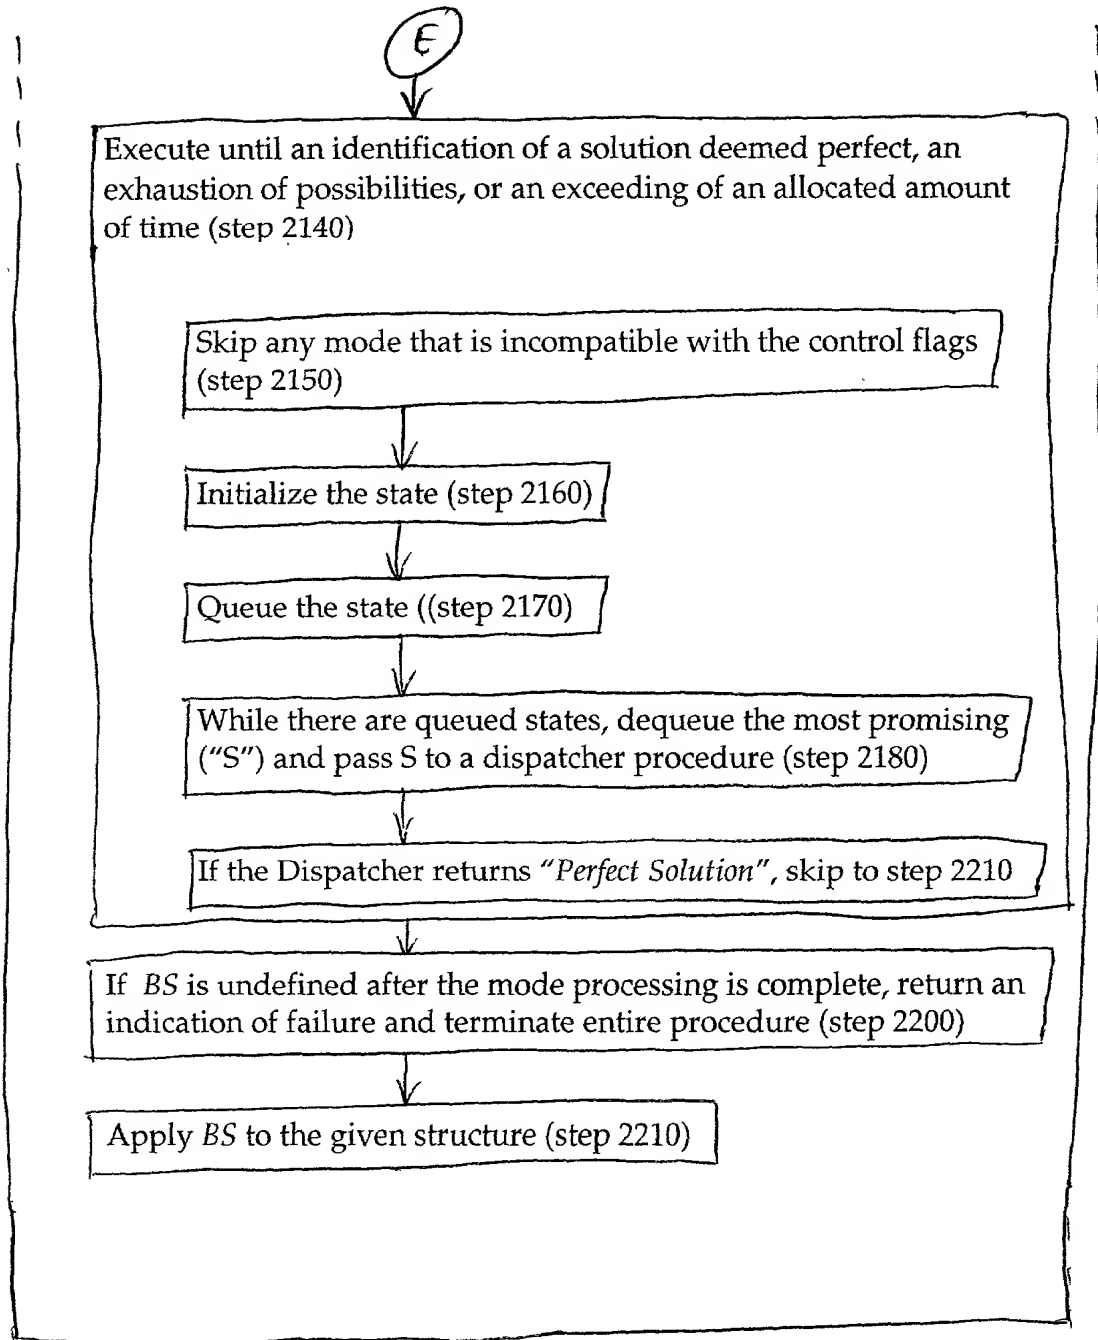 E
Execute until an identification of a solution deemed perfect, an
exhaustion of possibilities, or an exceeding of an allocated amount
of time (step 2140)
Skip any mode that is incompatible with the control flags
(step 2150)
Initialize the state (step 2160)
Queue the state ((step 2170)
While there are queued states, dequeue the most promising
("S") and pass S to a dispatcher procedure (step 2180)
If the Dispatcher returns "Perfect Solution", skip to step 2210
If BS is undefined after the mode processing is complete, return an
indication of failure and terminate entire procedure (step 2200)
Apply BS to the given structure (step 2210)